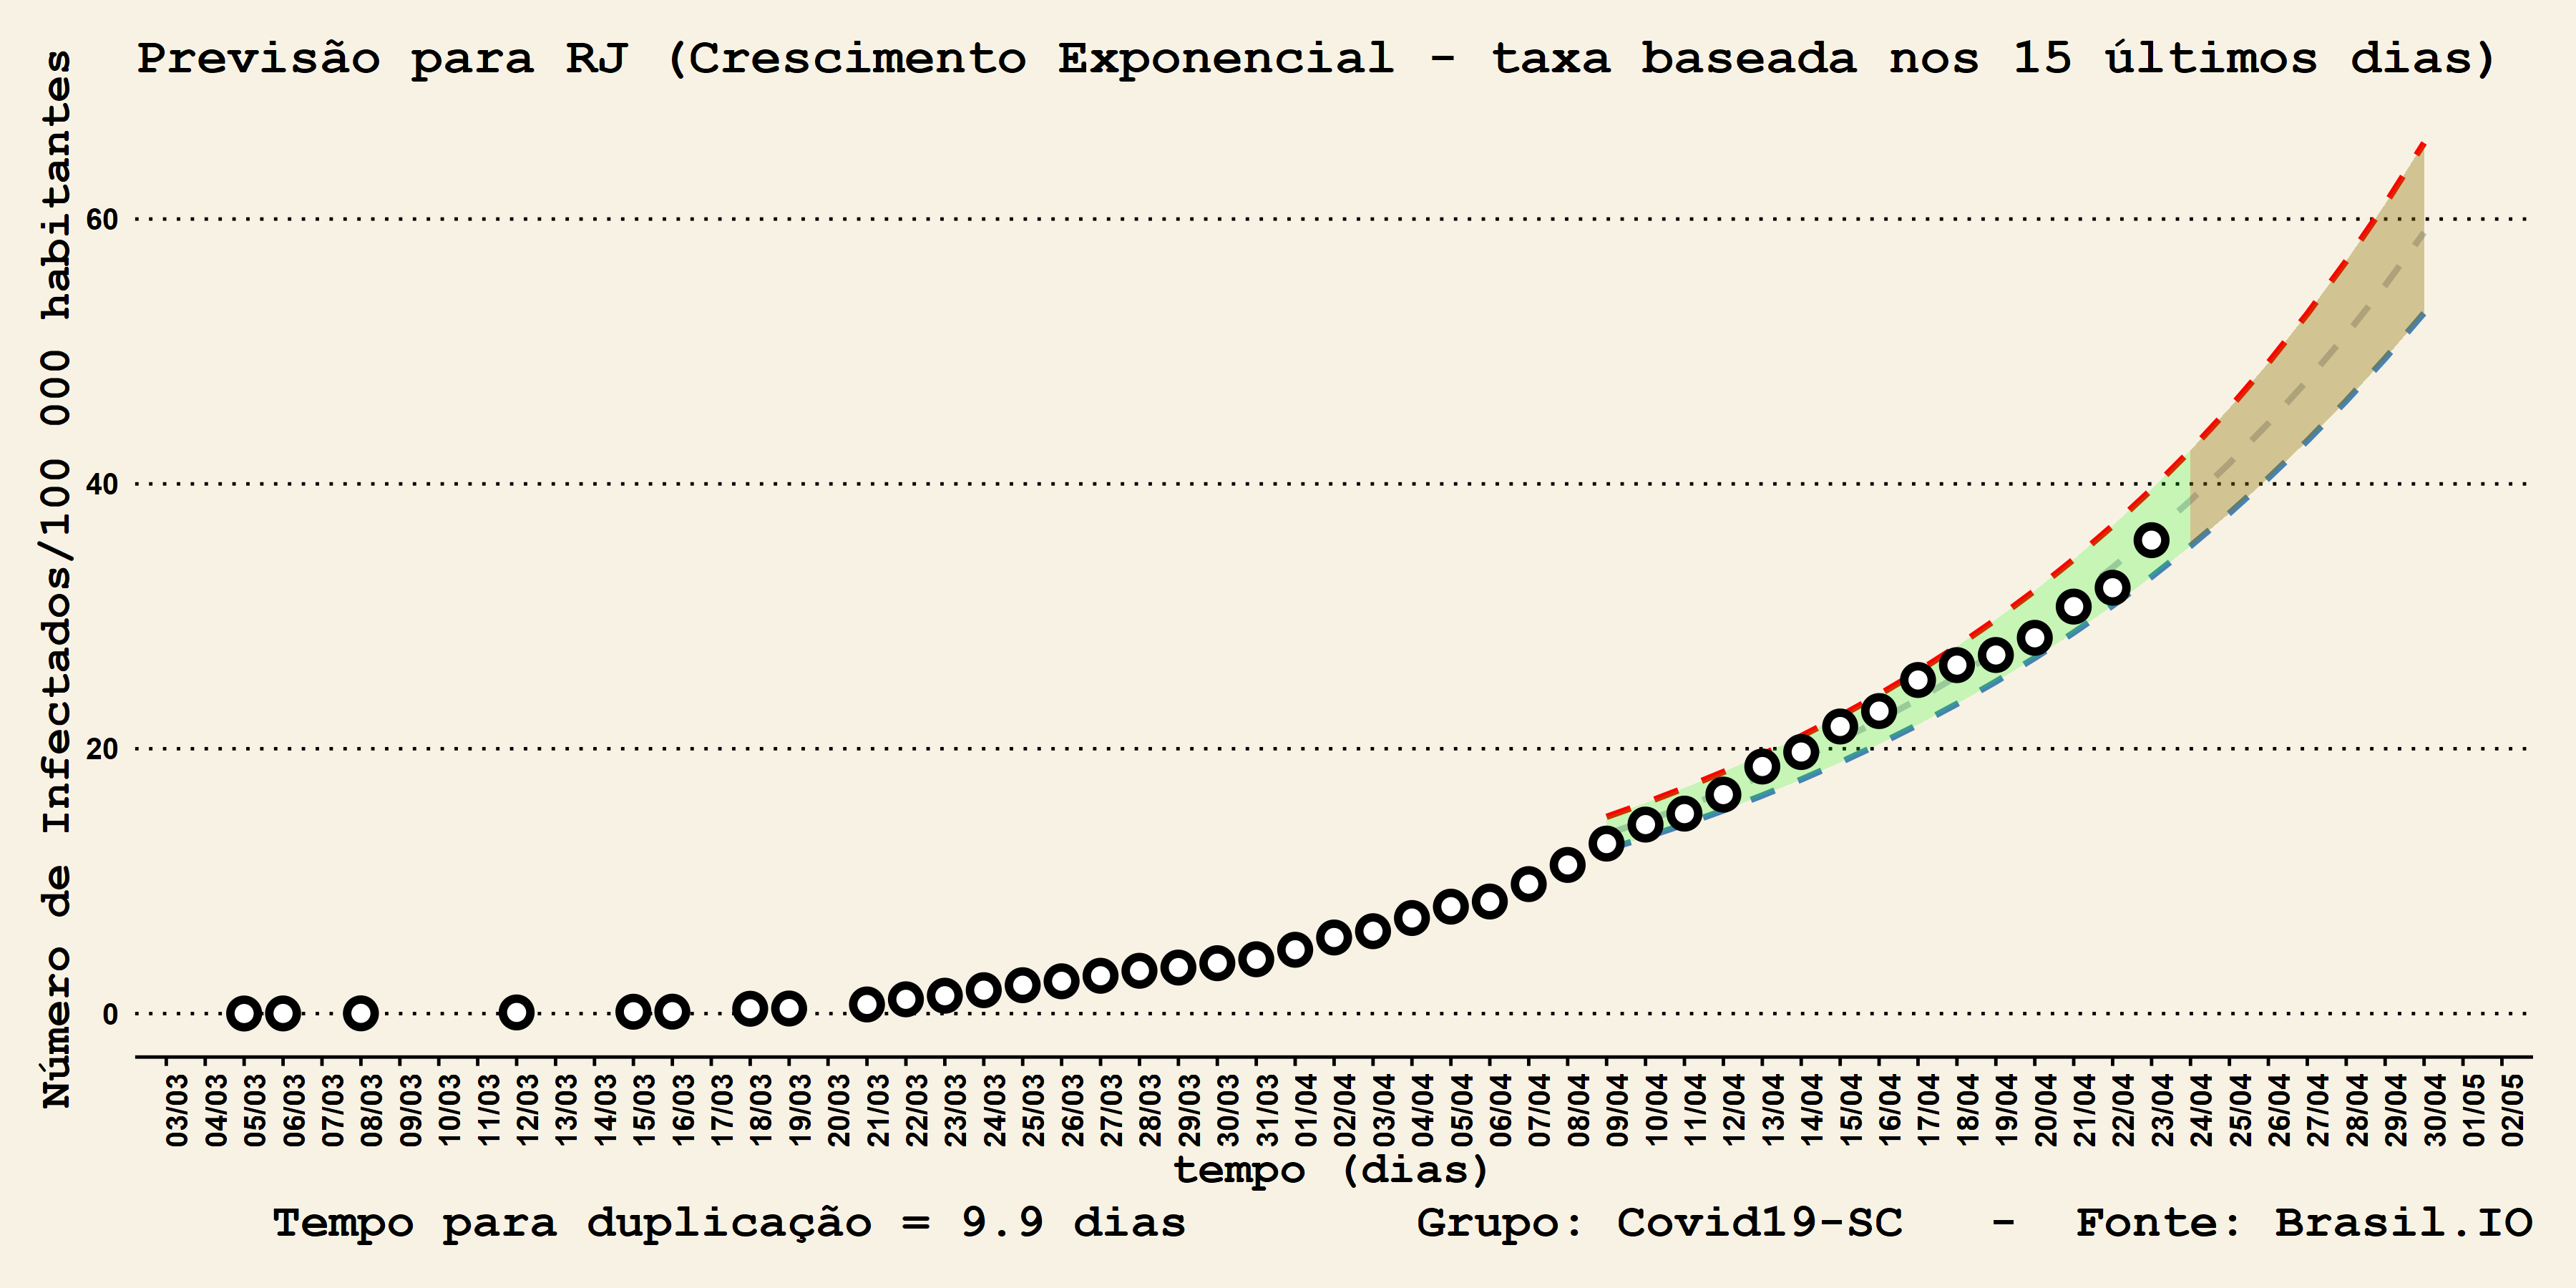 Previsão para RJ (Crescimento Exponencial - taxa baseada nos 15 últimos dias)
Número de Infectados/100 000 habitantes
60
40
20
0
03/03 04/03 05/03 06/03 07/03 08/03 09/03 10/03 11/03 12/03 13/03 14/03 15/03 16/03 17/03 18/03 19/03 20/03 21/03 22/03 23/03 24/03 25/03 26/03 27/03 28/03 29/03 30/03 31/03 01/04 02/04 03/04 04/04 05/04 06/04 07/04 08/04 09/04 10/04 11/04 12/04 13/04 14/04 15/04 16/04 17/04 18/04 19/04 20/04 21/04 22/04 23/04 24/04 25/04 26/04 27/04 28/04 29/04 30/04 01/05 02/05
tempo (dias)
Tempo para duplicação = 9.9 dias Grupo: Covid19-SC - Fonte: Brasil.IO